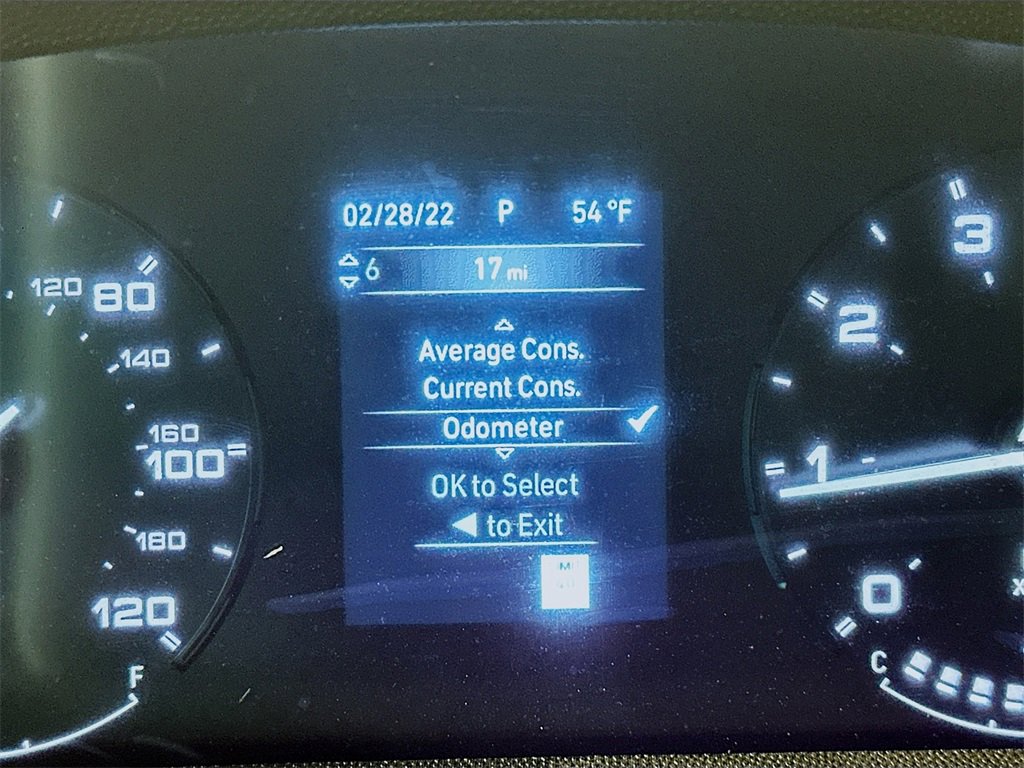 02/28/22 P 54 °F
6 17 mi
Average Cons.
Current Cons.
Odometer
OK to Select
to Exit
120 80
140
160
100
180
120
F
3
2
1
0
C